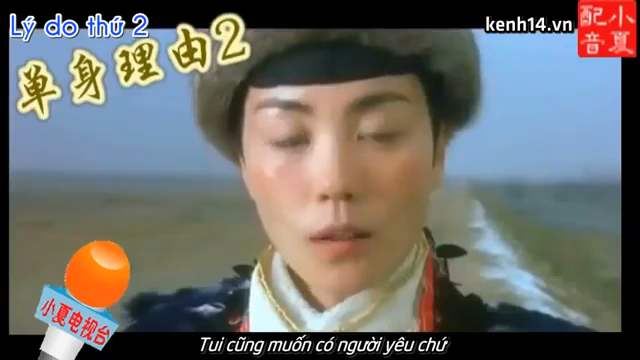 Lý do thứ 2
单身理由2
kenh14.vn
小夏
配音
小夏电视台
Tui cũng muốn có người yêu chứ